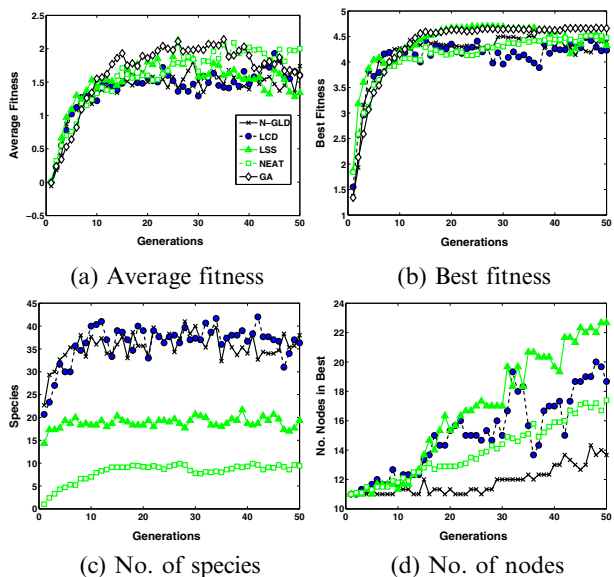 2.5
2
1.5
1
0.5
0
-0.5
Average Fitness
0 10 20 30 40 50
Generations
N-GLD
LCD
LSS
NEAT
GA
(a) Average fitness
5
4.5
4
3.5
3
2.5
2
1.5
1
Best Fitness
0 10 20 30 40 50
Generations
(b) Best fitness
45
40
35
30
25
20
15
10
5
0
Species
0 10 20 30 40 50
Generations
(c) No. of species
24
22
20
18
16
14
12
10
No. Nodes in Best
0 10 20 30 40 50
Generations
(d) No. of nodes